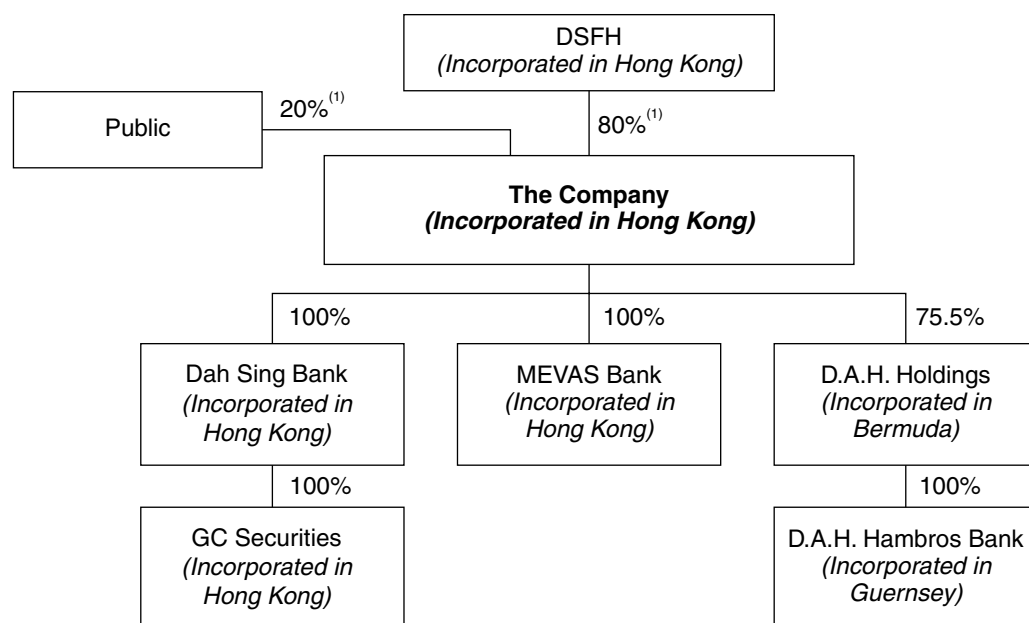 DSFH
(Incorporated in Hong Kong)
Public
20%(1)
80%(1)
The Company
(Incorporated in Hong Kong)
100%
100%
75.5%
Dah Sing Bank
(Incorporated in
Hong Kong)
MEVAS Bank
(Incorporated in
Hong Kong)
D.A.H. Holdings
(Incorporated in
Bermuda)
100%
100%
GC Securities
(Incorporated in
Hong Kong)
D.A.H. Hambros Bank
(Incorporated in
Guernsey)